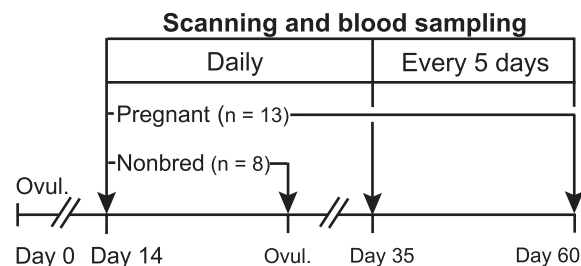 Scanning and blood sampling
Daily Every 5 days
Pregnant (n = 13)
Nonbred (n = 8)
Ovul.
Day 0 Day 14 Ovul. Day 35 Day 60